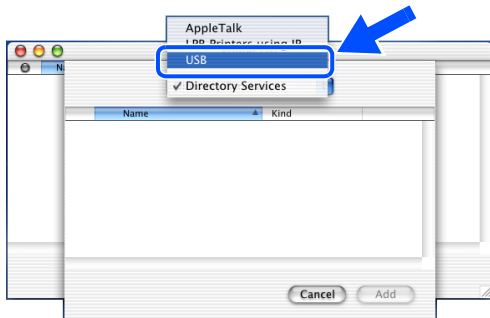 AppleTalk
LPR Printers using IP
USB
✓ Directory Services
Name Kind
Cancel Add